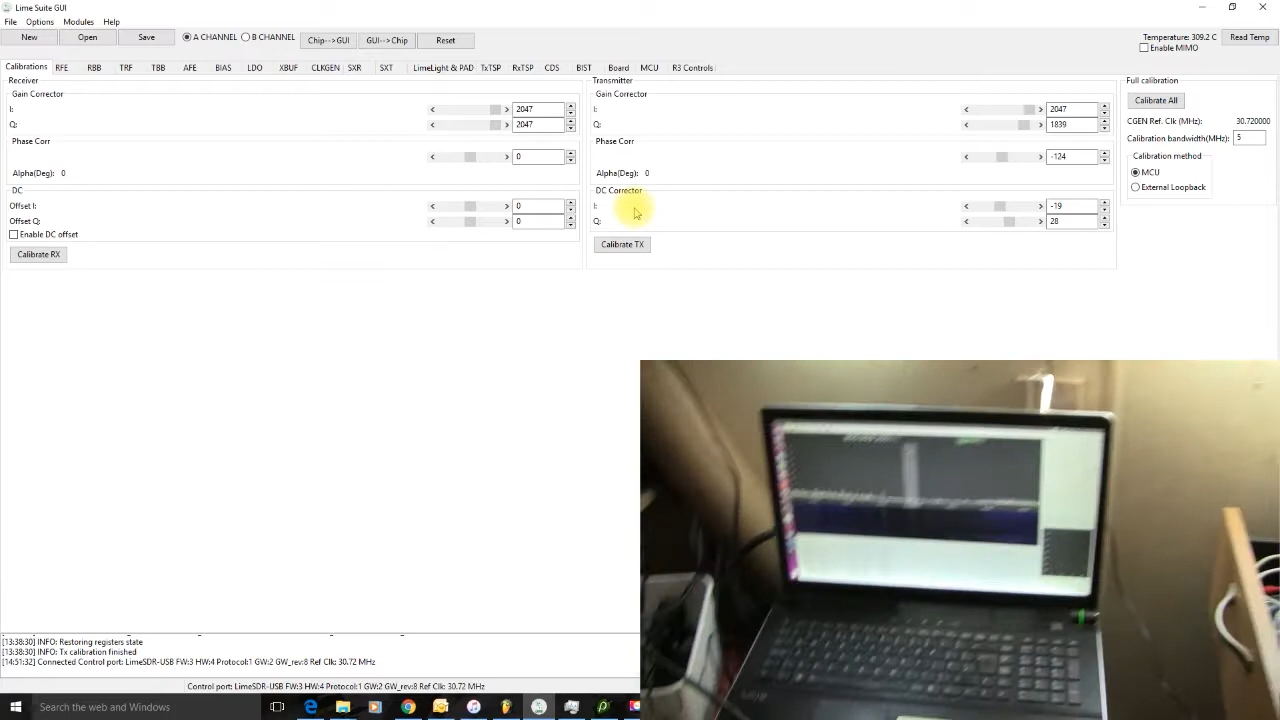 Lime Suite GUI
File Options Modules Help
New Open Save A CHANNEL B CHANNEL Chip-->GUI GUI-->Chip Reset Temperature: 309.2 C Read Temp
Enable MIMO
Calibrations RFE RBB TRF TBB AFE BIAS LDO XBUF CLKGEN SXR SXT LimeLight & PAD TxTSP RxTSP CDS BIST Board MCU R3 Controls
Receiver
Gain Corrector
I: 2047
Q: 2047
Phase Corr
0
Alpha(Deg): 0
DC
Offset I: 0
Offset Q: 0
Enable DC offset
Calibrate RX
Transmitter
Gain Corrector
I: 2047
Q: 1839
Phase Corr
-124
Alpha(Deg): 0
DC Corrector
I: -19
Q: 28
Calibrate TX
Full calibration
Calibrate All
CGEN Ref. Clk (MHz): 30.720000
Calibration bandwidth(MHz): 5
Calibration method
MCU
External Loopback
[13:38:30] INFO: Restoring registers state
[13:38:30] INFO: Tx calibration finished
[14:51:32] Connected Control port: LimeSDR-USB FW:3 HW:4 Protocol:1 GW:2 GW_rev:8 Ref Clk: 30.72 MHz
Control port: LimeSDR-USB FW:3 HW:4 Protocol:1 GW:2 GW_rev:8 Ref Clk: 30.72 MHz
Search the web and Windows